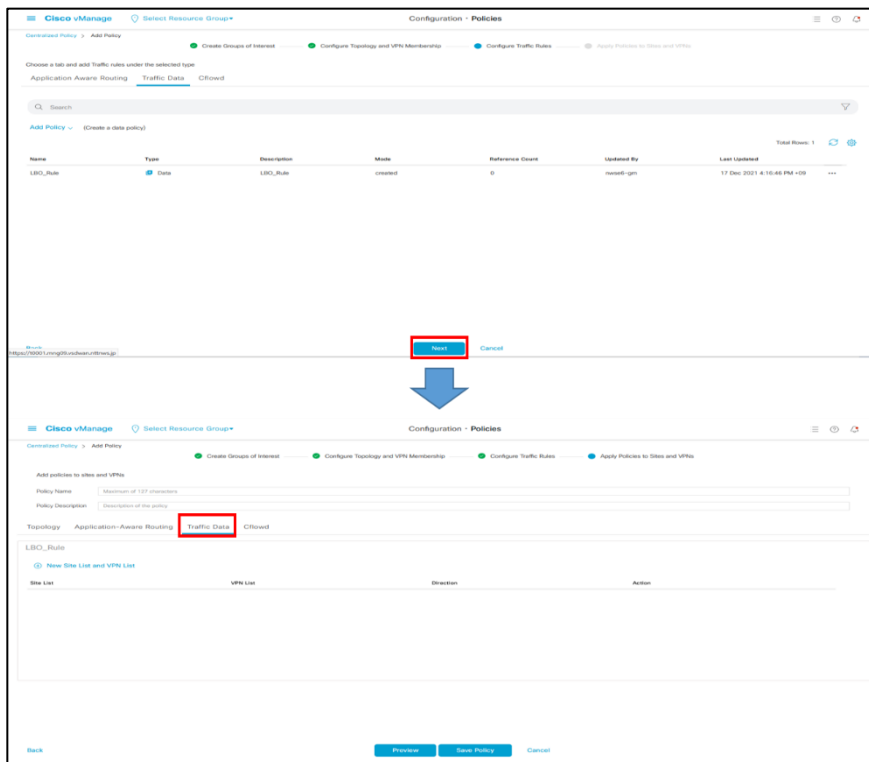 Cisco vManage
Select Resource Group
Configuration · Policies
Centralized Policy > Add Policy
Create Groups of Interest
Configure Topology and VPN Membership
Configure Traffic Rules
Apply Policies to Sites and VPNs
Choose a tab and add Traffic rules under the selected type
Application Aware Routing Traffic Data Cflowd
Search
Add Policy (Create a data policy)
Total Rows: 1
Name Type Description Mode Reference Count Updated By Last Updated
LBO_Rule Data LBO_Rule created 0 17 Dec 2021 4:16:46 PM +09
Next Cancel
Cisco vManage
Select Resource Group
Configuration · Policies
Centralized Policy > Add Policy
Create Groups of Interest
Configure Topology and VPN Membership
Configure Traffic Rules
Apply Policies to Sites and VPNs
Add policies to sites and VPNs
Policy Name Maximum of 127 characters
Policy Description Description of the policy
Topology Application-Aware Routing Traffic Data Cflowd
LBO_Rule
New Site List and VPN List
Site List VPN List Direction Action
Back Preview Save Policy Cancel